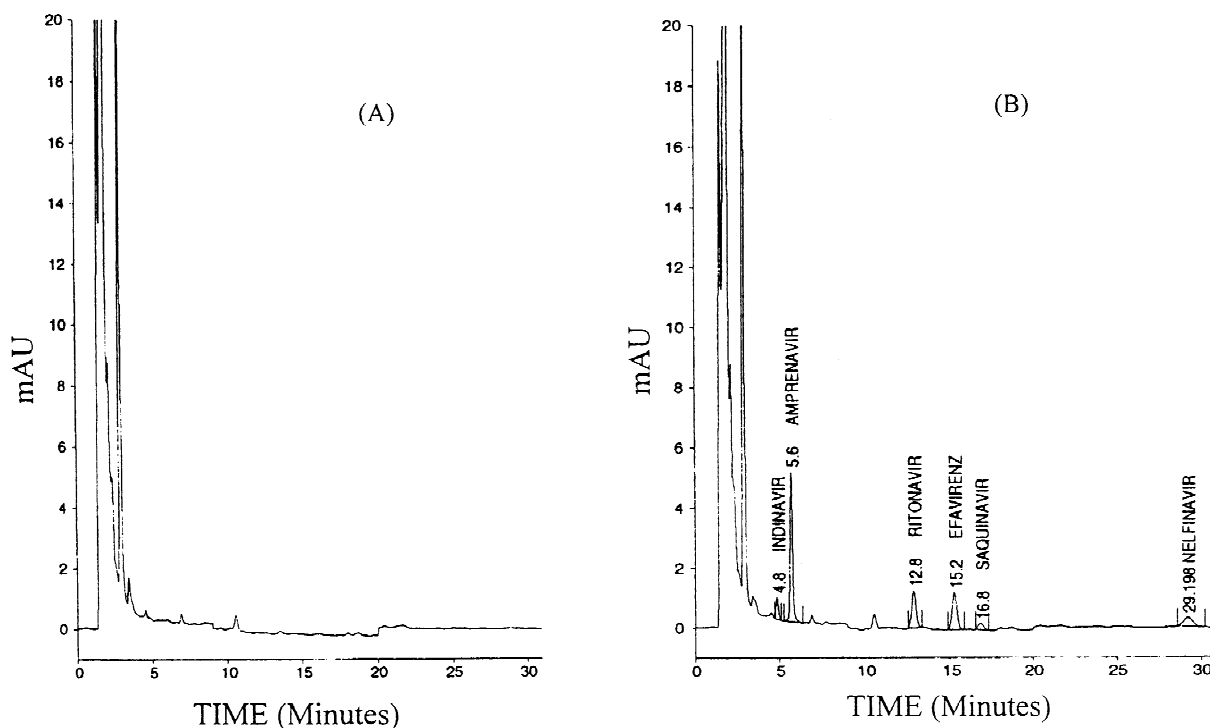 20
18
16
14
12
10
8
6
4
2
0
mAU
(A)
5
10
15
20
25
30
TIME (Minutes)
20
18
16
14
12
10
8
6
4
2
0
mAU
(B)
4.8 INDINAVIR
5.6 AMPRENAVIR
12.8 RITONAVIR
15.2 EFAVIRENZ
16.8 SAQUINAVIR
29.198 NELFINAVIR
0
5
10
15
20
25
30
TIME (Minutes)